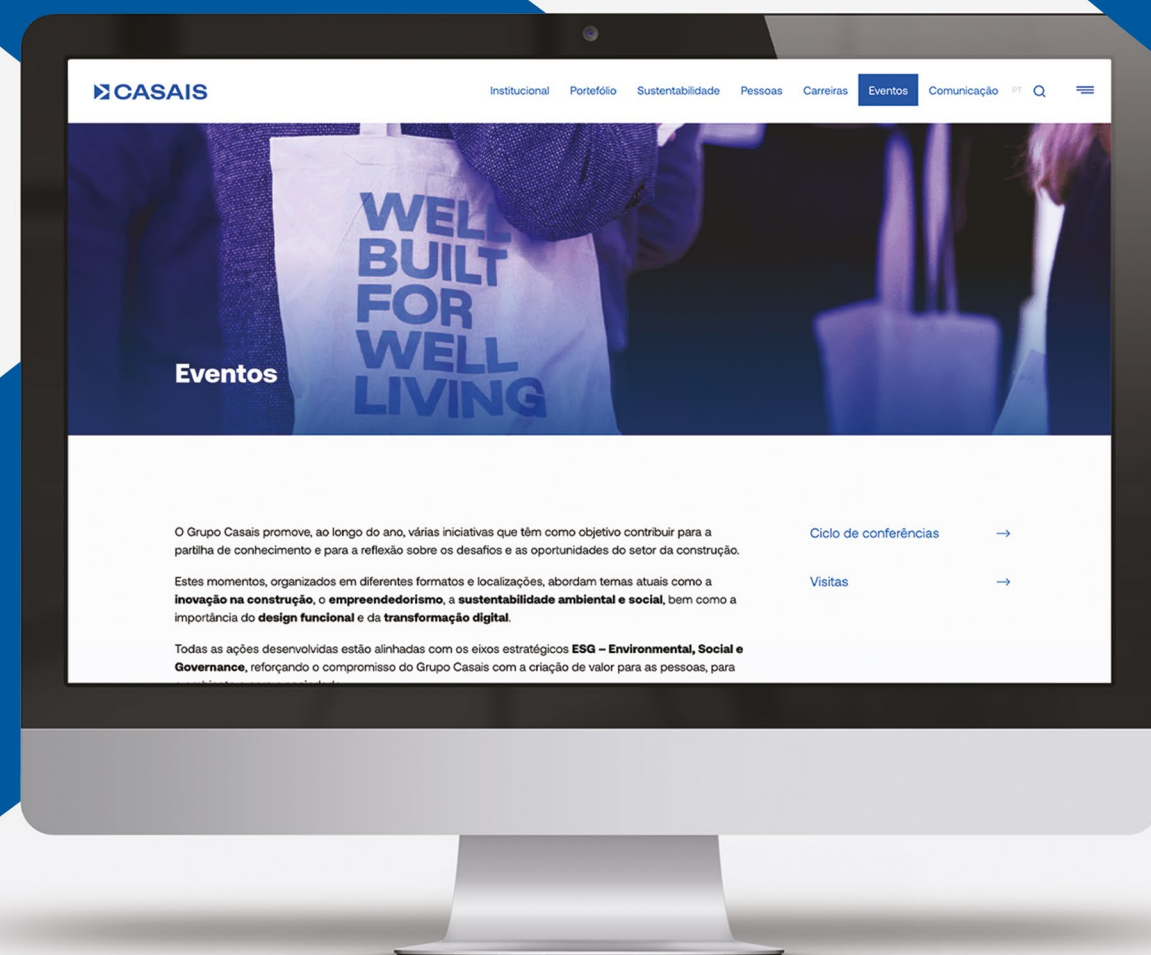 CASAIS
Institucional Portefólio Sustentabilidade Pessoas Carreiras Eventos Comunicação PT
WELL
BUILT
FOR
WELL
LIVING
Eventos
O Grupo Casais promove, ao longo do ano, várias iniciativas que têm como objetivo contribuir para a
partilha de conhecimento e para a reflexão sobre os desafios e as oportunidades do setor da construção.
Estes momentos, organizados em diferentes formatos e localizações, abordam temas atuais como a
inovação na construção, o empreendedorismo, a sustentabilidade ambiental e social, bem como a
importância do design funcional e da transformação digital.
Todas as ações desenvolvidas estão alinhadas com os eixos estratégicos ESG – Environmental, Social e
Governance, reforçando o compromisso do Grupo Casais com a criação de valor para as pessoas, para
Ciclo de conferências
Visitas